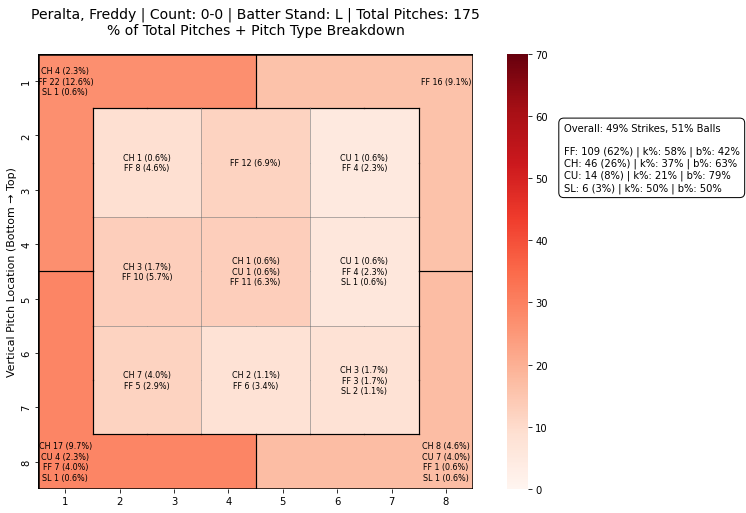 Peralta, Freddy | Count: 0-0 | Batter Stand: L | Total Pitches: 175
% of Total Pitches + Pitch Type Breakdown
CH 4 (2.3%)
FF 22 (12.6%)
SL 1 (0.6%)
FF 16 (9.1%)
CH 1 (0.6%)
FF 8 (4.6%)
FF 12 (6.9%)
CU 1 (0.6%)
FF 4 (2.3%)
CH 3 (1.7%)
FF 10 (5.7%)
CH 1 (0.6%)
CU 1 (0.6%)
FF 11 (6.3%)
CU 1 (0.6%)
FF 4 (2.3%)
SL 1 (0.6%)
CH 7 (4.0%)
FF 5 (2.9%)
CH 2 (1.1%)
FF 6 (3.4%)
CH 3 (1.7%)
FF 3 (1.7%)
SL 2 (1.1%)
CH 17 (9.7%)
CU 4 (2.3%)
FF 7 (4.0%)
SL 1 (0.6%)
CH 8 (4.6%)
CU 7 (4.0%)
FF 1 (0.6%)
SL 1 (0.6%)
Vertical Pitch Location (Bottom → Top)
1
2
3
4
5
6
7
8
1 2 3 4 5 6 7 8
70
60
50
40
30
20
10
0
Overall: 49% Strikes, 51% Balls
FF: 109 (62%) | k%: 58% | b%: 42%
CH: 46 (26%) | k%: 37% | b%: 63%
CU: 14 (8%) | k%: 21% | b%: 79%
SL: 6 (3%) | k%: 50% | b%: 50%